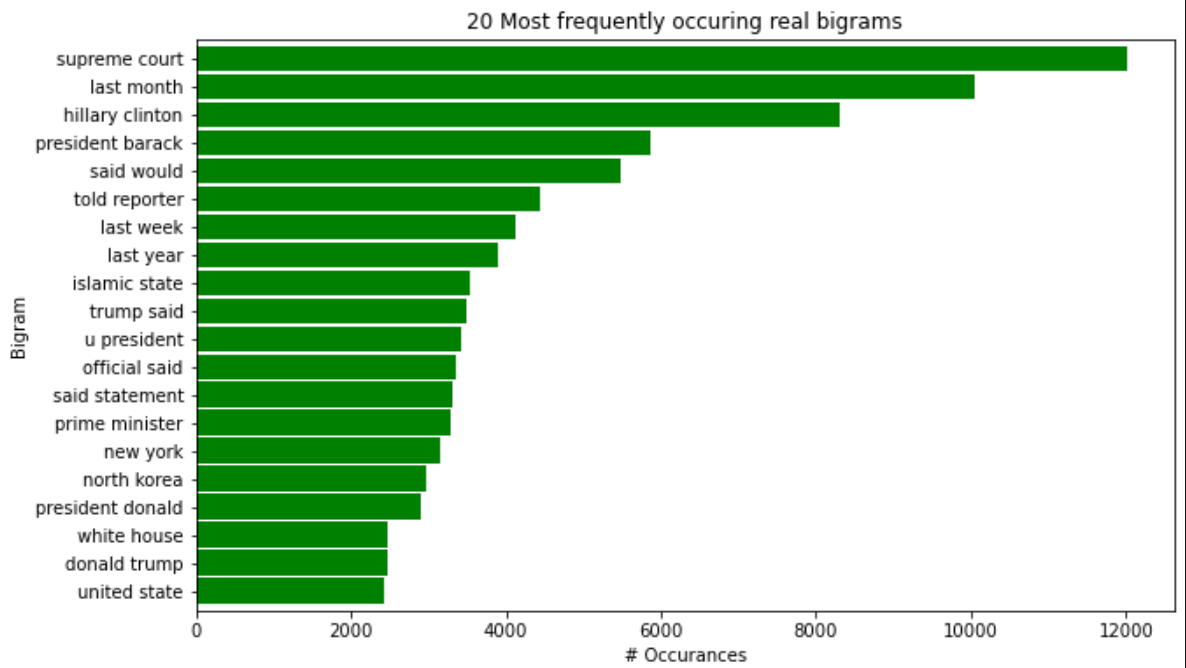 20 Most frequently occuring real bigrams
supreme court
last month
hillary clinton
president barack
said would
told reporter
last week
last year
islamic state
trump said
u president
official said
said statement
prime minister
new york
north korea
president donald
white house
donald trump
united state
Bigram
0 2000 4000 6000 8000 10000 12000
# Occurances